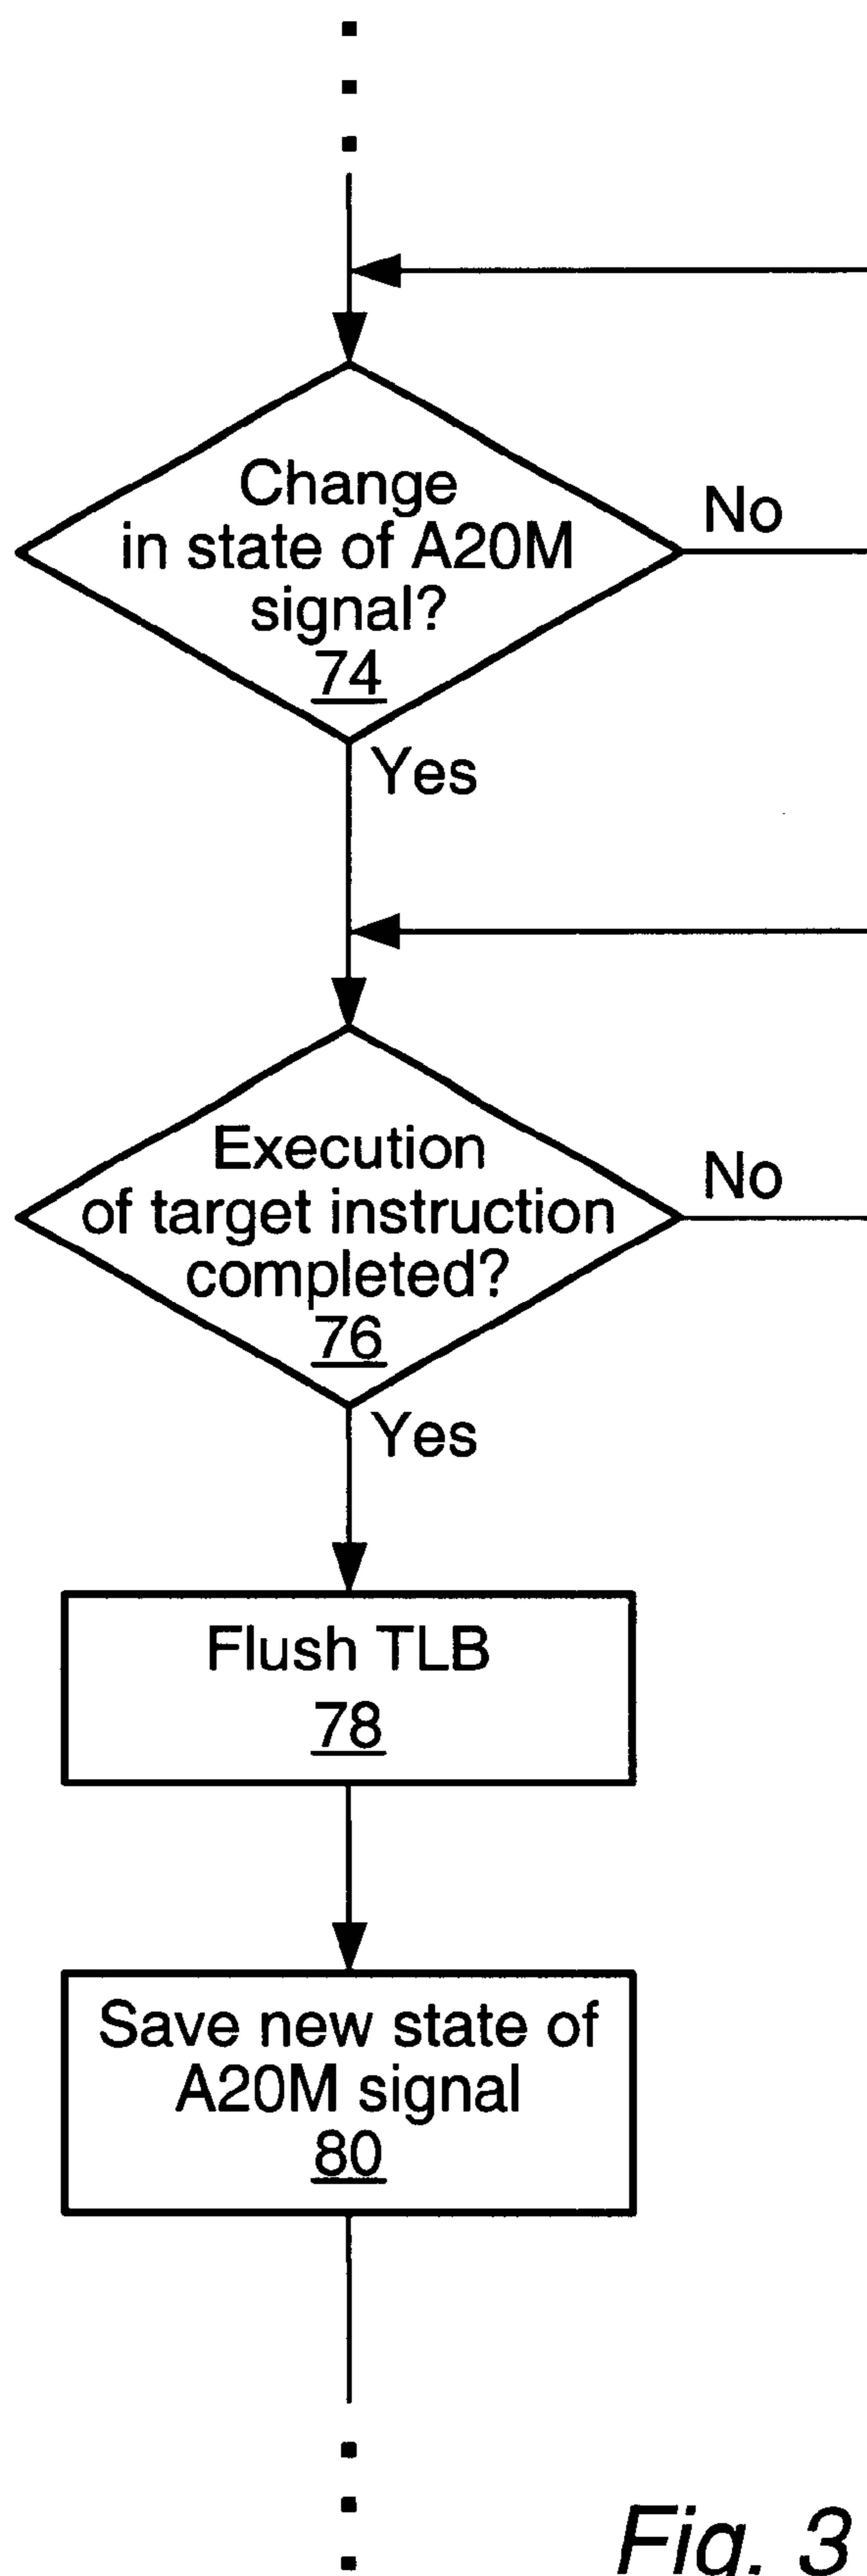 Change
in state of A20M
signal?
74
No
Yes
Execution
of target instruction
completed?
76
No
Yes
Flush TLB
78
Save new state of
A20M signal
80
Fig. 3